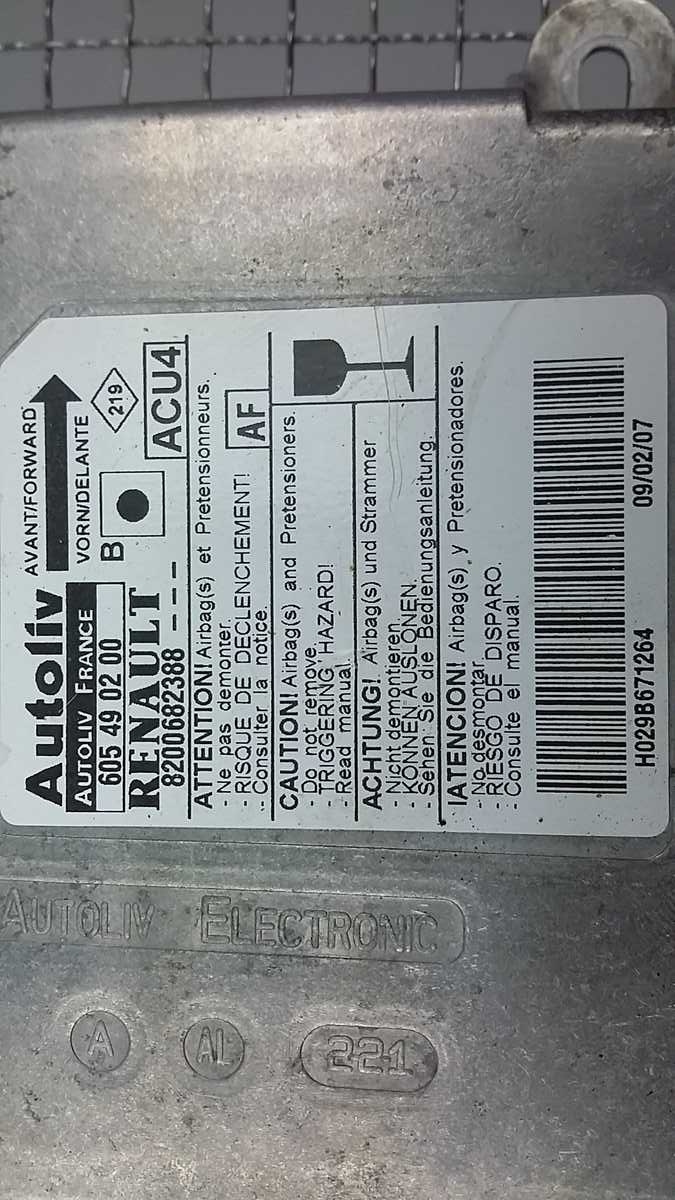 Autoliv
AVANT/FORWARD
AUTOLIV FRANCE
VORN/DELANTE
605 49 02 00
B
219
RENAULT
8200682388 ---
ACU4
ATTENTION! Airbag(s) et Pretensionneurs.
- Ne pas demonter.
- RISQUE DE DECLENCHEMENT!
- Consulter la notice.
AF
CAUTION! Airbag(s) and Pretensioners.
- Do not remove.
- TRIGGERING HAZARD!
- Read manual.
ACHTUNG! Airbag(s) und Strammer
- Nicht demontieren.
- KONNEN AUSLONEN.
- Sehen Sie die Bedienungsanleitung.
IATENCION! Airbag(s) y Pretensionadores.
- No desmontar.
- RIESGO DE DISPARO.
- Consulte el manual.
H029B671264
09/02/07
AUTOLIV ELECTRONIC
A
AL
221